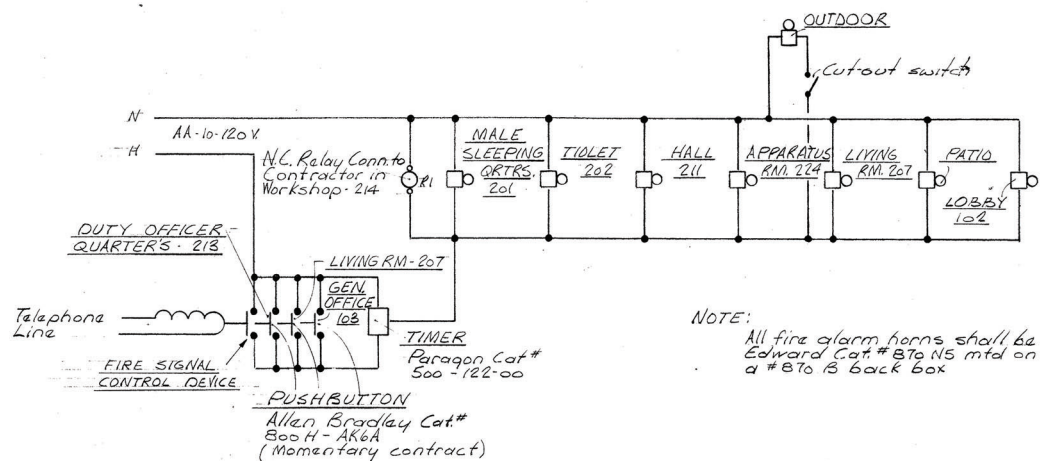 OUTDOOR
Cut-out switch
N
AA-10-120 V.
H
N.C. Relay Conn. to
Contractor in
Workshop - 214
R1
MALE
SLEEPING
QRTRS.
201
TIOLET
202
HALL
211
APPARATUS
RM. 224
LIVING
RM. 207
PATIO
LOBBY
102
DUTY OFFICER -
QUARTER'S - 213
LIVING RM - 207
GEN.
OFFICE
103
Telephone
Line
TIMER
Paragon Cat #
500 - 122 - 00
FIRE SIGNAL
CONTROL DEVICE
PUSHBUTTON
Allen Bradley Cat. #
800 H - AK6A
(Momentary contract)
NOTE:
All fire alarm horns shall be
Edward Cat. # 870 N5 mtd on
a # 870 B back box